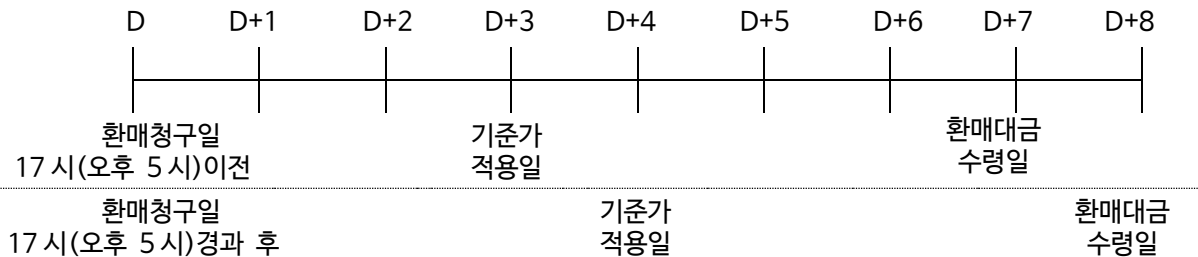 D D+1 D+2 D+3 D+4 D+5 D+6 D+7 D+8
환매청구일 기준가 환매대금
17 시(오후 5 시)이전 적용일 수령일
환매청구일 기준가 환매대금
17 시(오후 5 시)경과 후 적용일 수령일